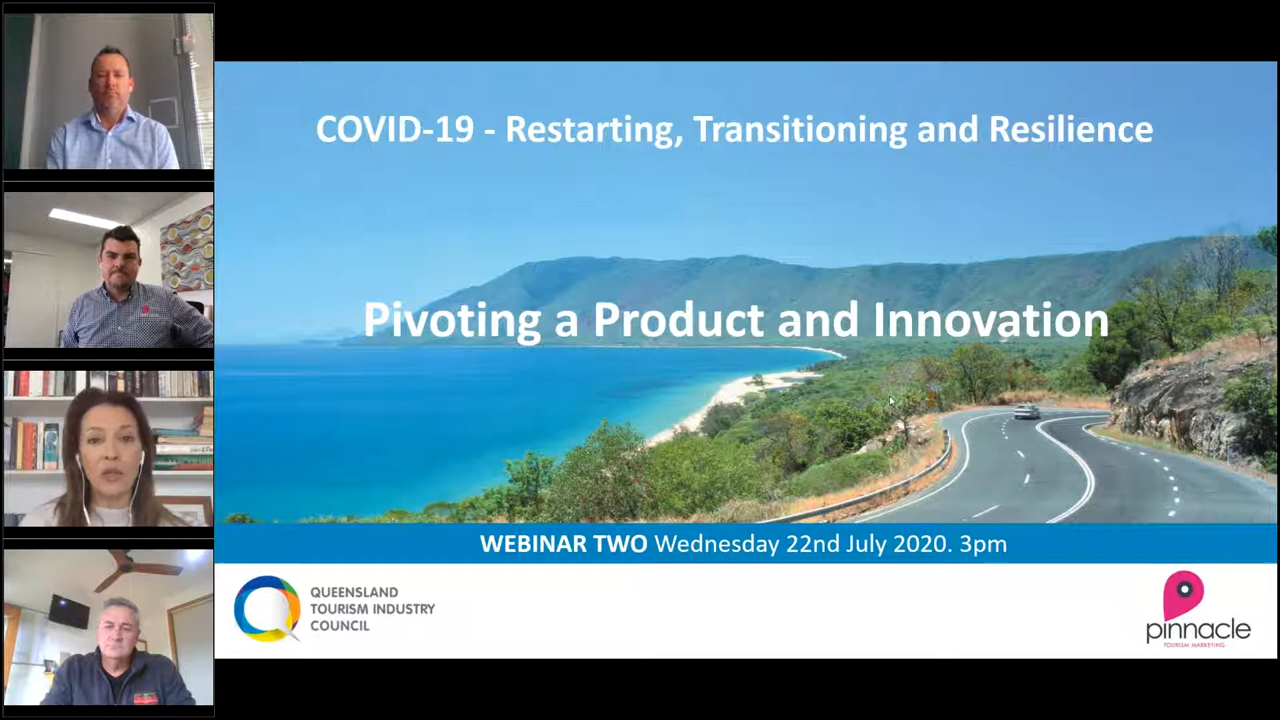 COVID-19 - Restarting, Transitioning and Resilience
Pivoting a Product and Innovation
WEBINAR TWO Wednesday 22nd July 2020. 3pm
QUEENSLAND
TOURISM INDUSTRY
COUNCIL
pinnacle
TOURISM MARKETING